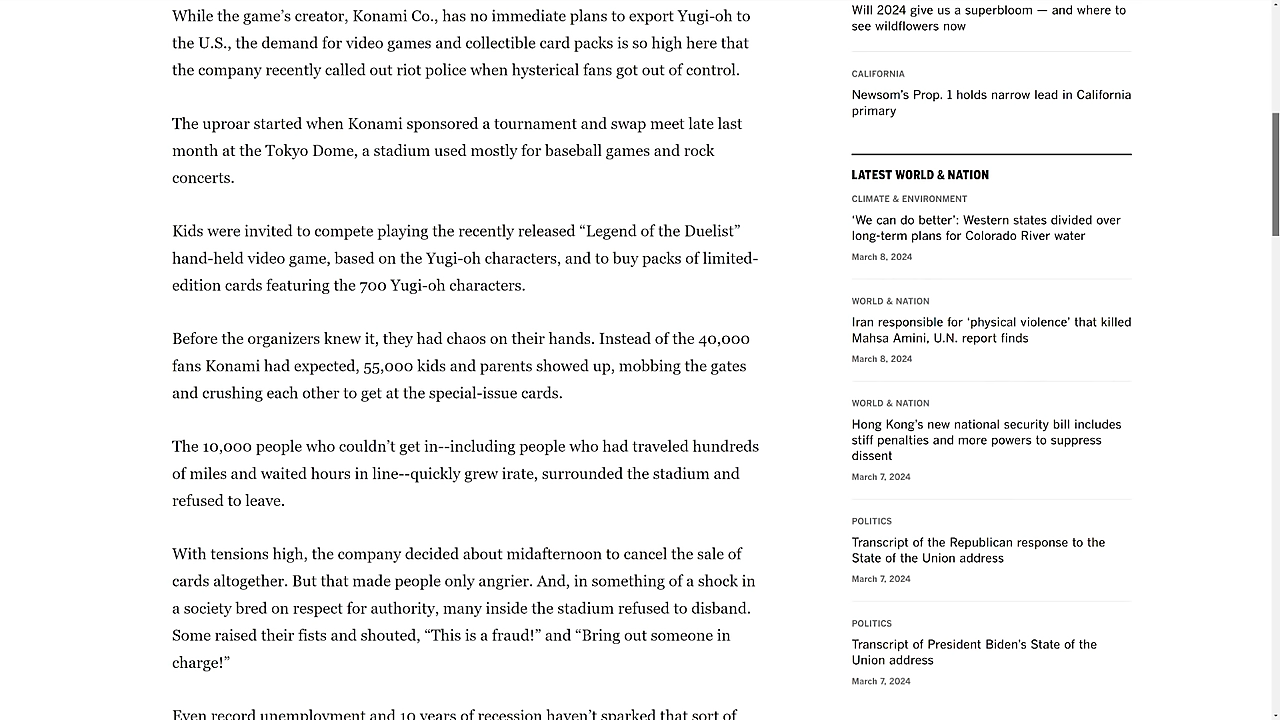 While the game’s creator, Konami Co., has no immediate plans to export Yugi-oh to
the U.S., the demand for video games and collectible card packs is so high here that
the company recently called out riot police when hysterical fans got out of control.
The uproar started when Konami sponsored a tournament and swap meet late last
month at the Tokyo Dome, a stadium used mostly for baseball games and rock
concerts.
Kids were invited to compete playing the recently released “Legend of the Duelist”
hand-held video game, based on the Yugi-oh characters, and to buy packs of limited-
edition cards featuring the 700 Yugi-oh characters.
Before the organizers knew it, they had chaos on their hands. Instead of the 40,000
fans Konami had expected, 55,000 kids and parents showed up, mobbing the gates
and crushing each other to get at the special-issue cards.
The 10,000 people who couldn’t get in--including people who had traveled hundreds
of miles and waited hours in line--quickly grew irate, surrounded the stadium and
refused to leave.
With tensions high, the company decided about midafternoon to cancel the sale of
cards altogether. But that made people only angrier. And, in something of a shock in
a society bred on respect for authority, many inside the stadium refused to disband.
Some raised their fists and shouted, “This is a fraud!” and “Bring out someone in
charge!”
Even record unemployment and 10 years of recession haven’t sparked that sort of
Will 2024 give us a superbloom — and where to
see wildflowers now
CALIFORNIA
Newsom’s Prop. 1 holds narrow lead in California
primary
LATEST WORLD & NATION
CLIMATE & ENVIRONMENT
‘We can do better’: Western states divided over
long-term plans for Colorado River water
March 8, 2024
WORLD & NATION
Iran responsible for ‘physical violence’ that killed
Mahsa Amini, U.N. report finds
March 8, 2024
WORLD & NATION
Hong Kong’s new national security bill includes
stiff penalties and more powers to suppress
dissent
March 7, 2024
POLITICS
Transcript of the Republican response to the
State of the Union address
March 7, 2024
POLITICS
Transcript of President Biden’s State of the
Union address
March 7, 2024